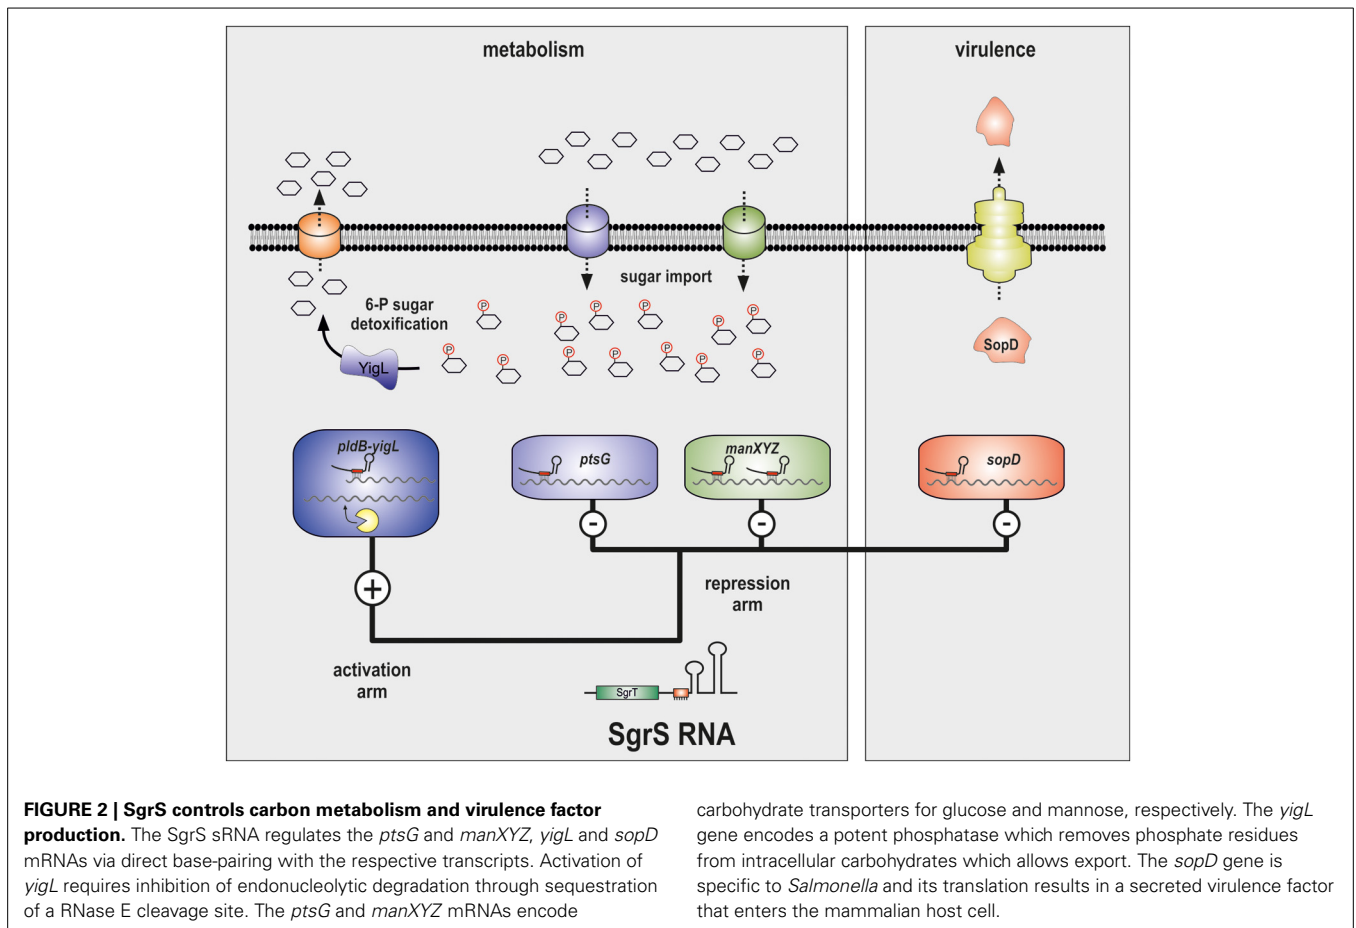 metabolism
virulence
sugar import
6-P sugar
detoxification
P
P
P
P
P
P
P
P
P
P
P
P
P
P
YigL
SopD
pldB-yigL
ptsG
manXYZ
sopD
-
-
-
+
repression
arm
activation
arm
SgrT
SgrS RNA
FIGURE 2 | SgrS controls carbon metabolism and virulence factor
production. The SgrS sRNA regulates the ptsG and manXYZ, yigL and sopD
mRNAs via direct base-pairing with the respective transcripts. Activation of
yigL requires inhibition of endonucleolytic degradation through sequestration
of a RNase E cleavage site. The ptsG and manXYZ mRNAs encode
carbohydrate transporters for glucose and mannose, respectively. The yigL
gene encodes a potent phosphatase which removes phosphate residues
from intracellular carbohydrates which allows export. The sopD gene is
specific to Salmonella and its translation results in a secreted virulence factor
that enters the mammalian host cell.